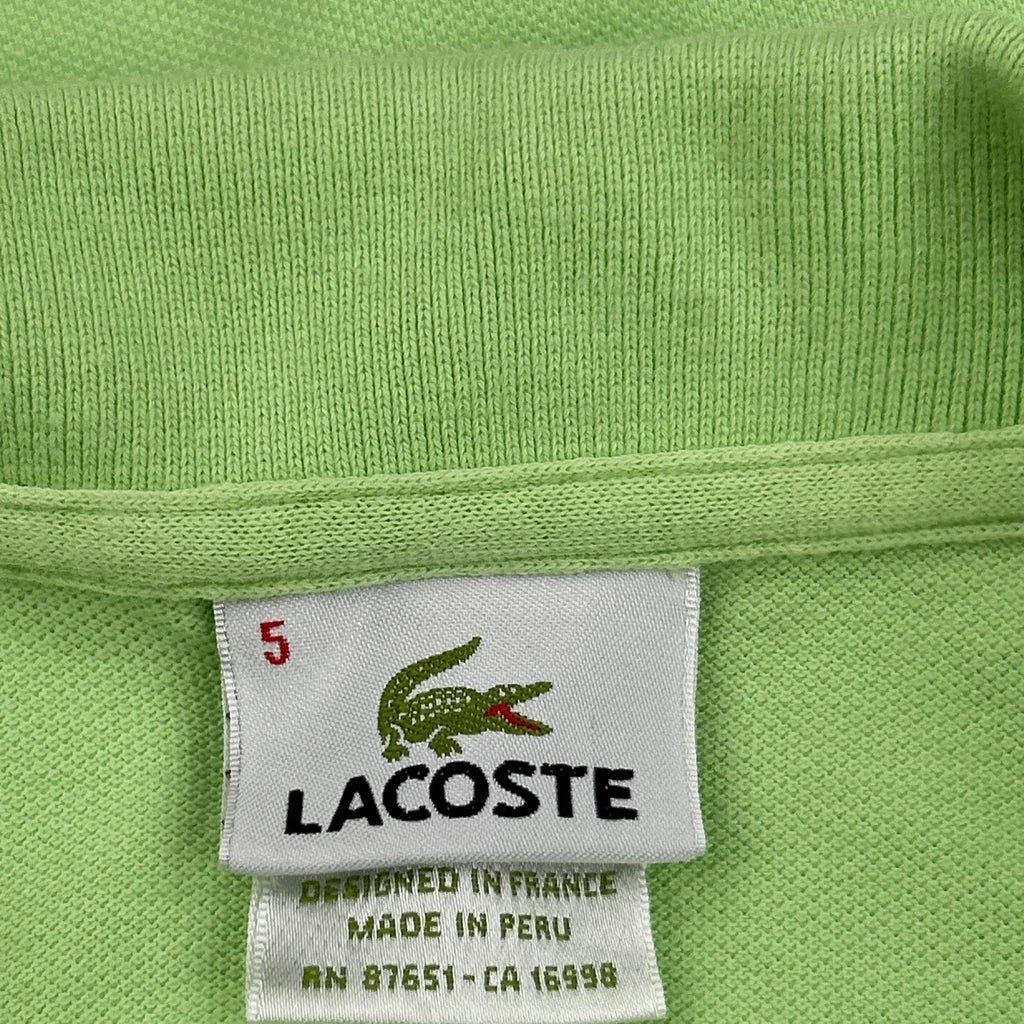 5
LACOSTE
DESIGNED IN FRANCE
MADE IN PERU
RN 87651-CA 16998